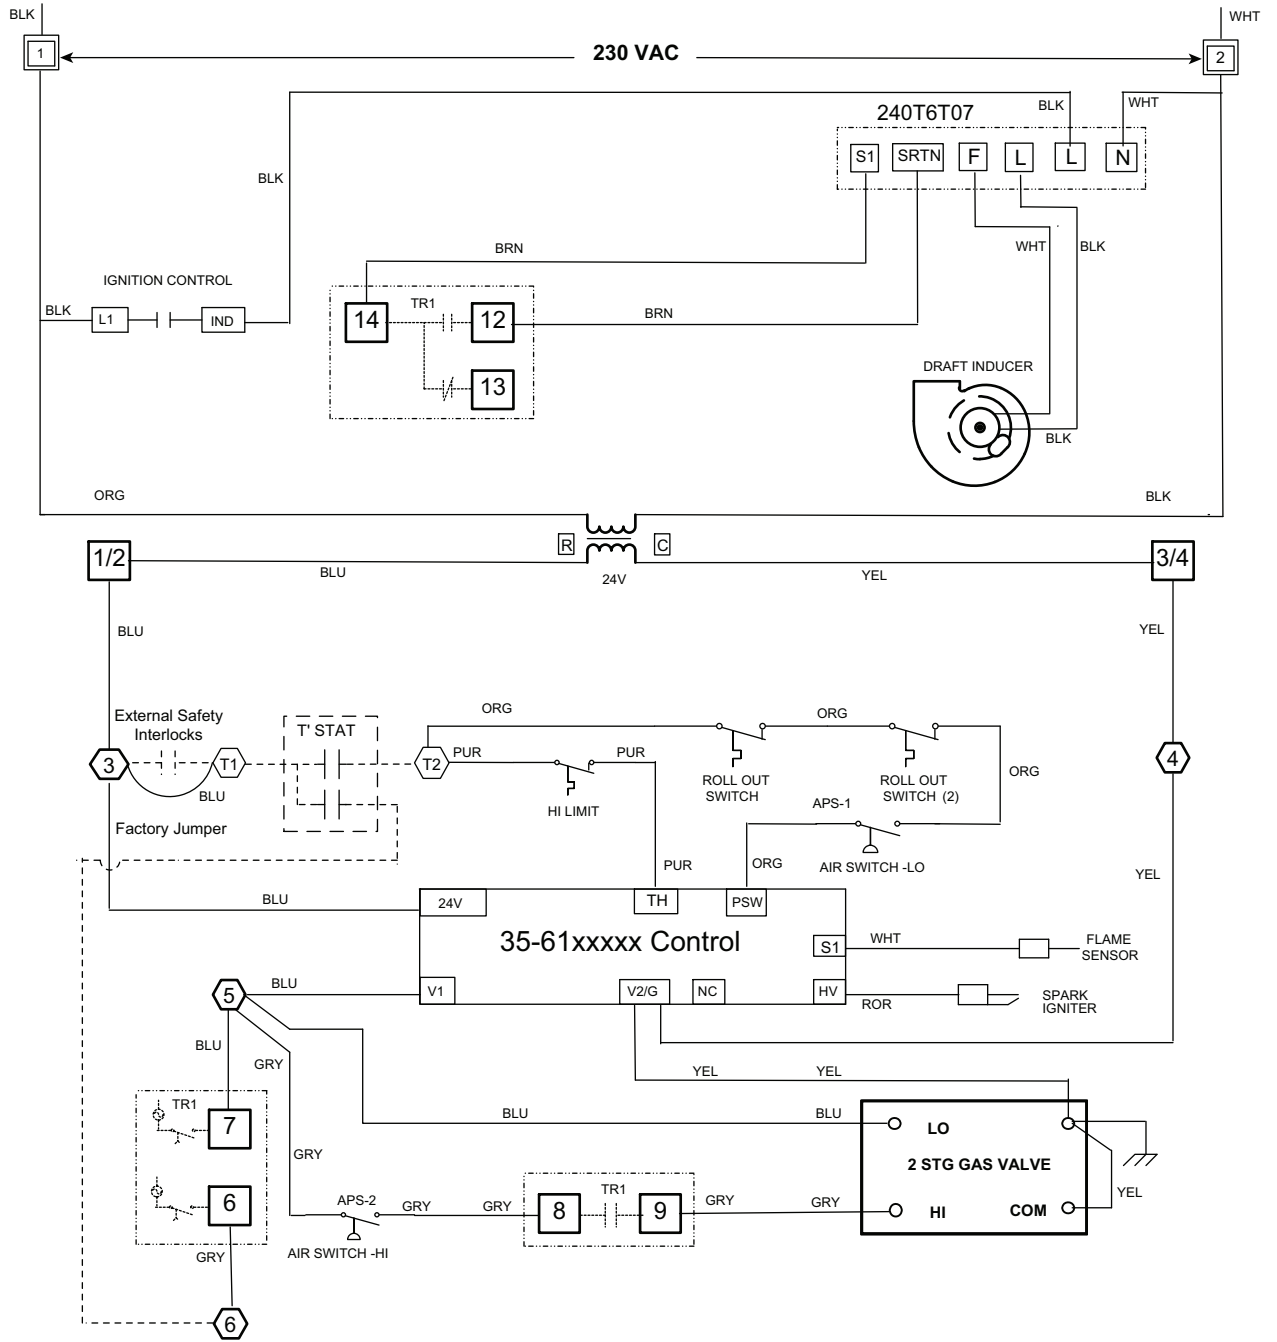 BLK
WHT
1
230 VAC
2
240T6T07
BLK
WHT
S1
SRTN
F
L
L
N
BLK
BRN
WHT
BLK
IGNITION CONTROL
BLK
L1
IND
14
TR1
12
BRN
13
DRAFT INDUCER
BLK
ORG
BLK
1/2
R
C
3/4
BLU
24V
YEL
BLU
YEL
External Safety
Interlocks
T' STAT
ORG
ORG
3
T1
T2
PUR
PUR
4
BLU
HI LIMIT
ROLL OUT
SWITCH
ROLL OUT
SWITCH (2)
ORG
APS-1
Factory Jumper
PUR
ORG
AIR SWITCH -LO
YEL
BLU
24V
TH
PSW
35-61xxxxx Control
S1
WHT
FLAME
SENSOR
5
BLU
V1
V2/G
NC
HV
ROR
SPARK
IGNITER
BLU
GRY
YEL
YEL
TR1
7
BLU
BLU
LO
2 STG GAS VALVE
GRY
YEL
6
APS-2
GRY
GRY
8
TR1
9
GRY
GRY
HI
COM
AIR SWITCH -HI
GRY
6